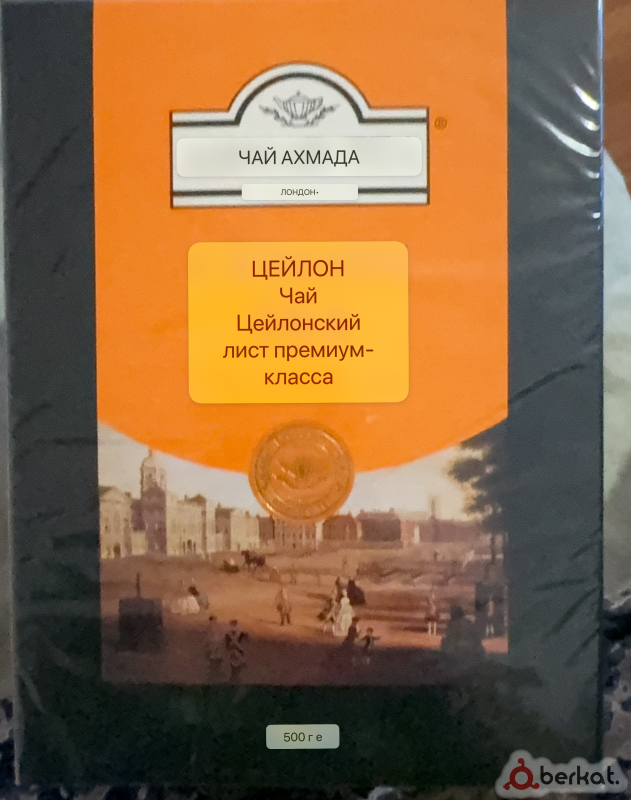 ®
ЧАЙ АХМАДА
ЛОНДОН•
ЦЕЙЛОН
Чай
Цейлонский
лист премиум-
класса
500 г е
berkat.